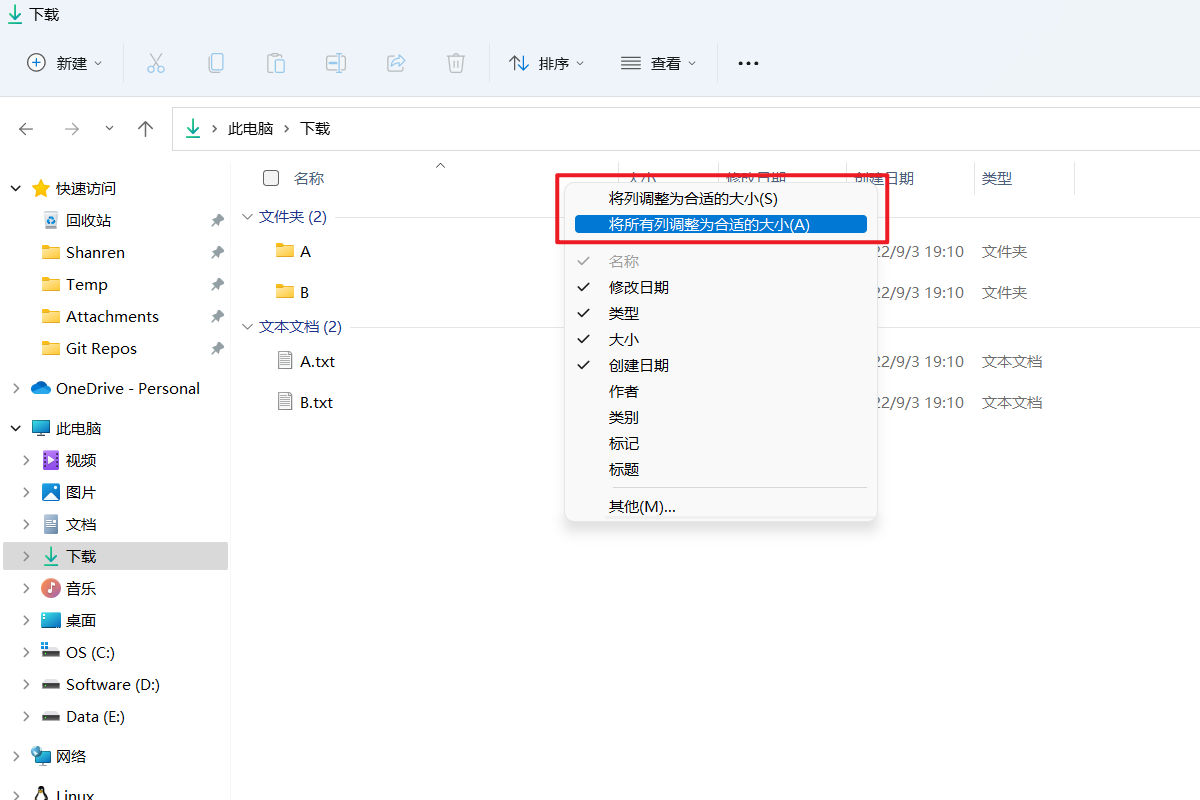 下载
新建 排序 查看
此电脑 下载
快速访问
回收站
Shanren
Temp
Attachments
Git Repos
OneDrive - Personal
此电脑
视频
图片
文档
下载
音乐
桌面
OS (C:)
Software (D:)
Data (E:)
网络
Linux
名称 大小 修改日期 创建日期 类型
文件夹 (2)
A 22/9/3 19:10 文件夹
B 22/9/3 19:10 文件夹
文本文档 (2)
A.txt 22/9/3 19:10 文本文档
B.txt 22/9/3 19:10 文本文档
将列调整为合适的大小(S)
将所有列调整为合适的大小(A)
名称
修改日期
类型
大小
创建日期
作者
类别
标记
标题
其他(M)...